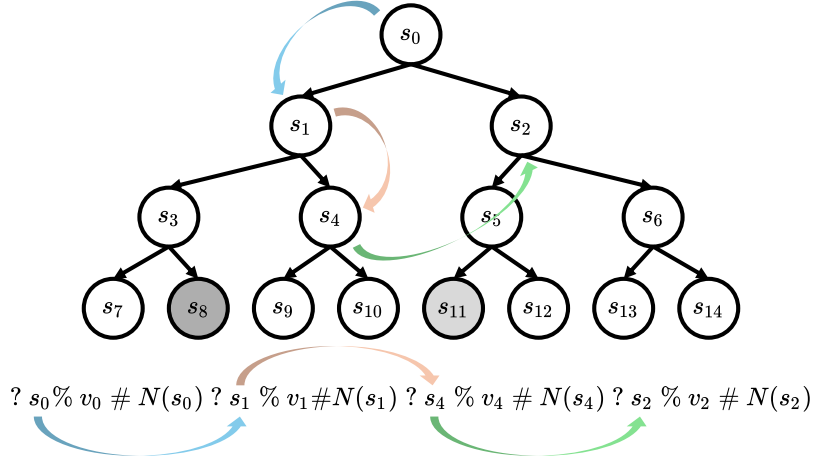 s₀
s₁ s₂
s₃ s₄ s₅ s₆
s₇ s₈ s₉ s₁₀ s₁₁ s₁₂ s₁₃ s₁₄
? s₀% v₀ # N(s₀) ? s₁ % v₁#N(s₁) ? s₄ % v₄ # N(s₄) ? s₂ % v₂ # N(s₂)